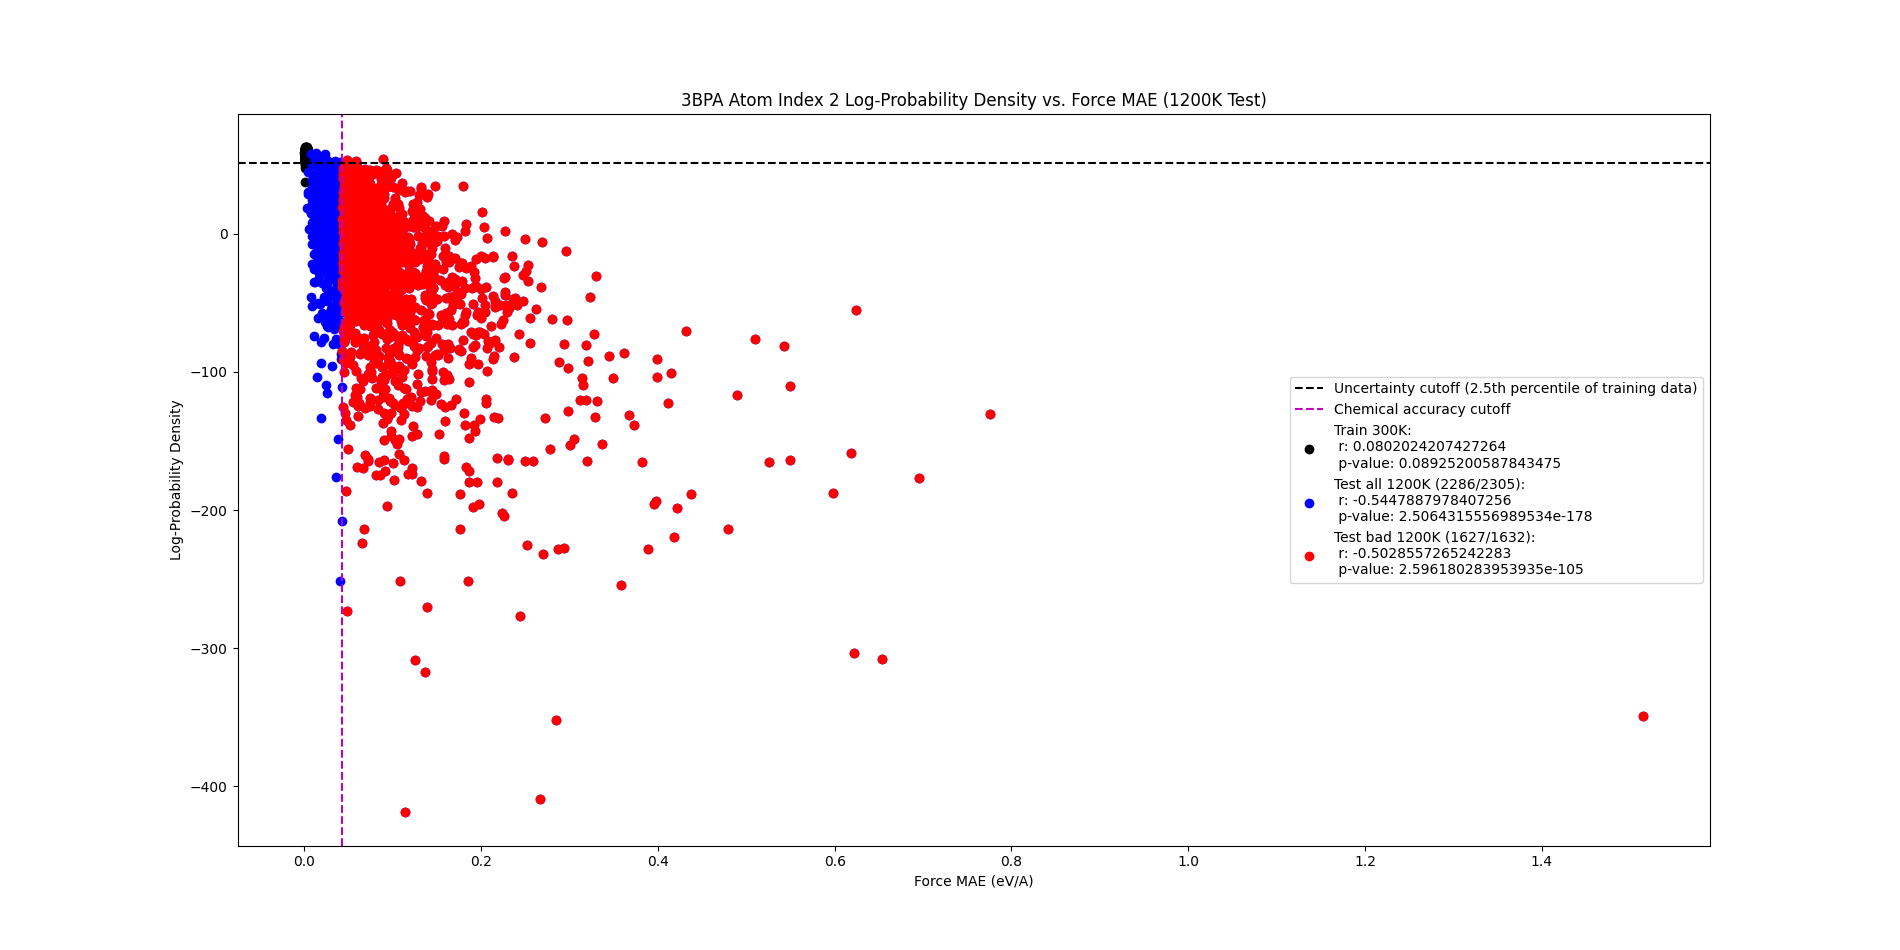 3BPA Atom Index 2 Log-Probability Density vs. Force MAE (1200K Test)
Log-Probability Density
0
−100
−200
−300
−400
Uncertainty cutoff (2.5th percentile of training data)
Chemical accuracy cutoff
Train 300K:
r: 0.0802024207427264
p-value: 0.08925200587843475
Test all 1200K (2286/2305):
r: -0.5447887978407256
p-value: 2.5064315556989534e-178
Test bad 1200K (1627/1632):
r: -0.5028557265242283
p-value: 2.596180283953935e-105
0.0 0.2 0.4 0.6 0.8 1.0 1.2 1.4
Force MAE (eV/A)